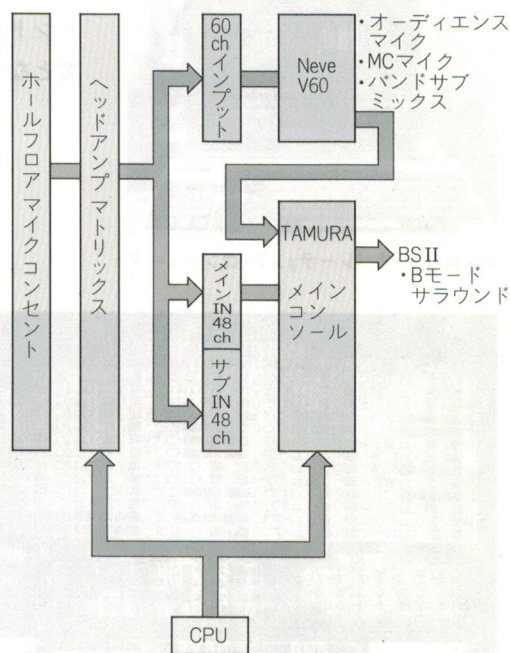 ホールフロア マイクコンセント
ヘッドアンプ マトリックス
60
ch
インプット
Neve
V60
・オーディエンス
マイク
・MCマイク
・バンドサブ
ミックス
TAMURA
メイン
コン
ソール
BSⅡ
・Bモード
サラウンド
メイン
IN
48
ch
サブ
IN
48
ch
CPU